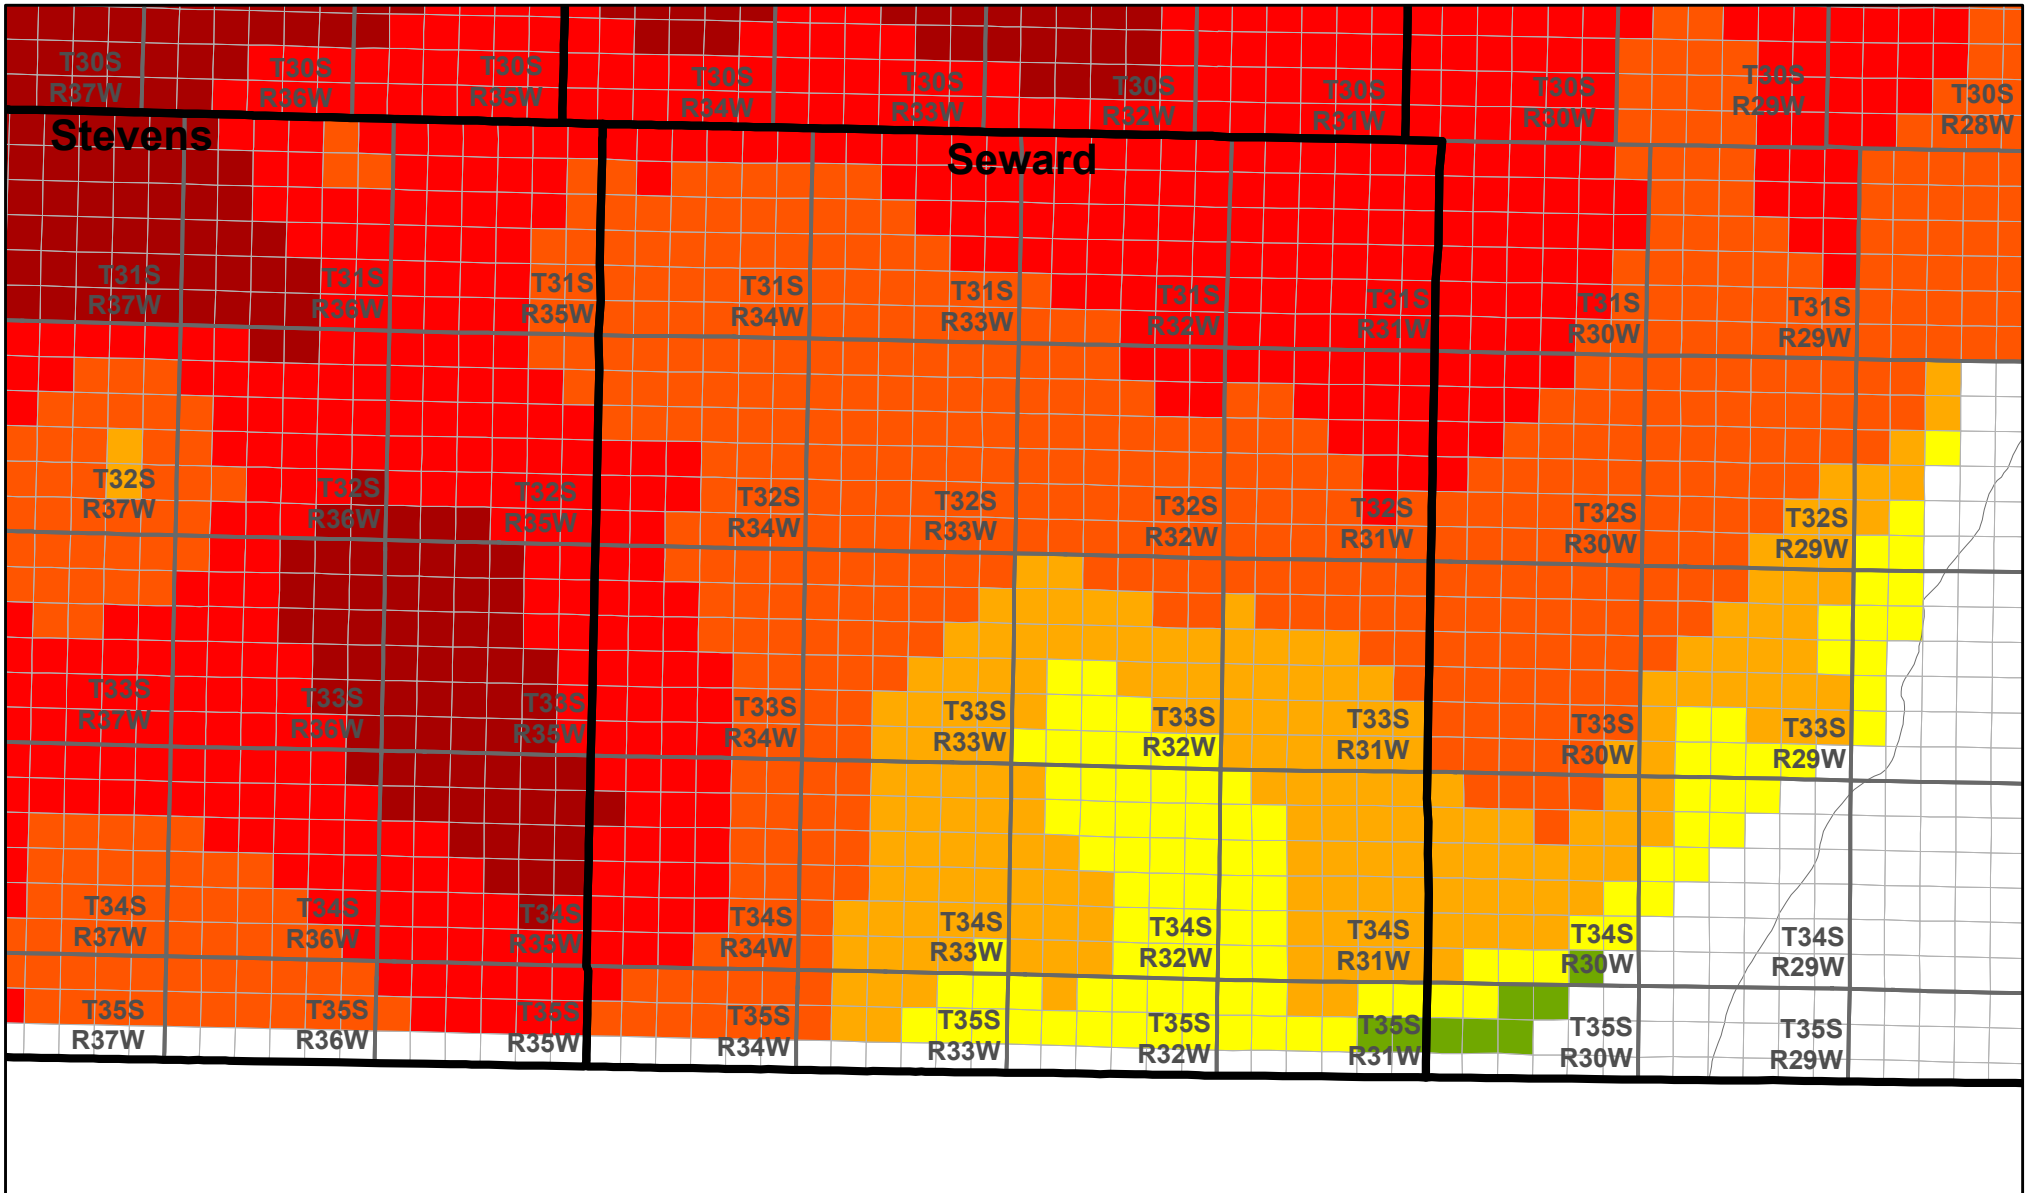 T30S
R37W
T30S
R36W
T30S
R35W
T30S
R34W
T30S
R33W
T30S
R32W
T30S
R31W
T30S
R30W
T30S
R29W
T30S
R28W
Stevens
Seward
T31S
R37W
T31S
R36W
T31S
R35W
T31S
R34W
T31S
R33W
T31S
R32W
T31S
R31W
T31S
R30W
T31S
R29W
T32S
R37W
T32S
R36W
T32S
R35W
T32S
R34W
T32S
R33W
T32S
R32W
T32S
R31W
T32S
R30W
T32S
R29W
T33S
R37W
T33S
R36W
T33S
R35W
T33S
R34W
T33S
R33W
T33S
R32W
T33S
R31W
T33S
R30W
T33S
R29W
T34S
R37W
T34S
R36W
T34S
R35W
T34S
R34W
T34S
R33W
T34S
R32W
T34S
R31W
T34S
R30W
T34S
R29W
T35S
R37W
T35S
R36W
T35S
R35W
T35S
R34W
T35S
R33W
T35S
R32W
T35S
R31W
T35S
R30W
T35S
R29W